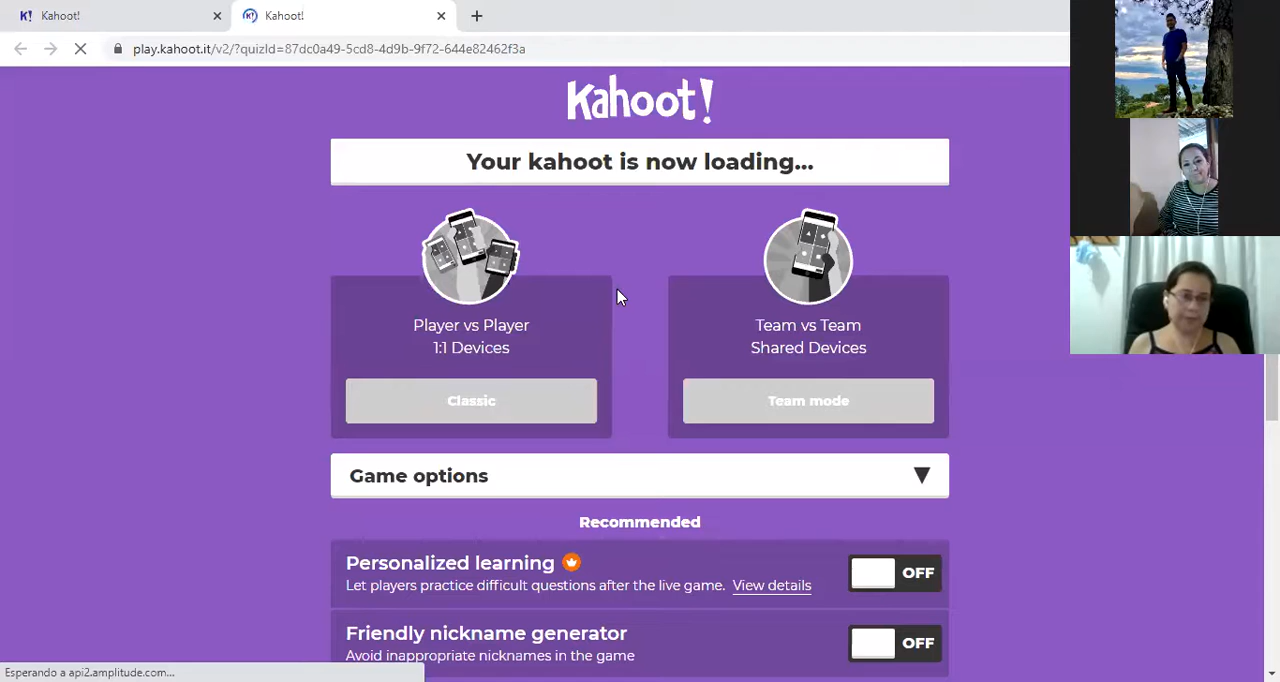 Kahoot!
Kahoot!
play.kahoot.it/v2/?quizId=87dc0a49-5cd8-4d9b-9f72-644e82462f3a
Kahoot!
Your kahoot is now loading...
Player vs Player
1:1 Devices
Classic
Team vs Team
Shared Devices
Team mode
Game options
Recommended
Personalized learning
Let players practice difficult questions after the live game. View details
OFF
Friendly nickname generator
Avoid inappropriate nicknames in the game
OFF
Esperando a api2.amplitude.com...